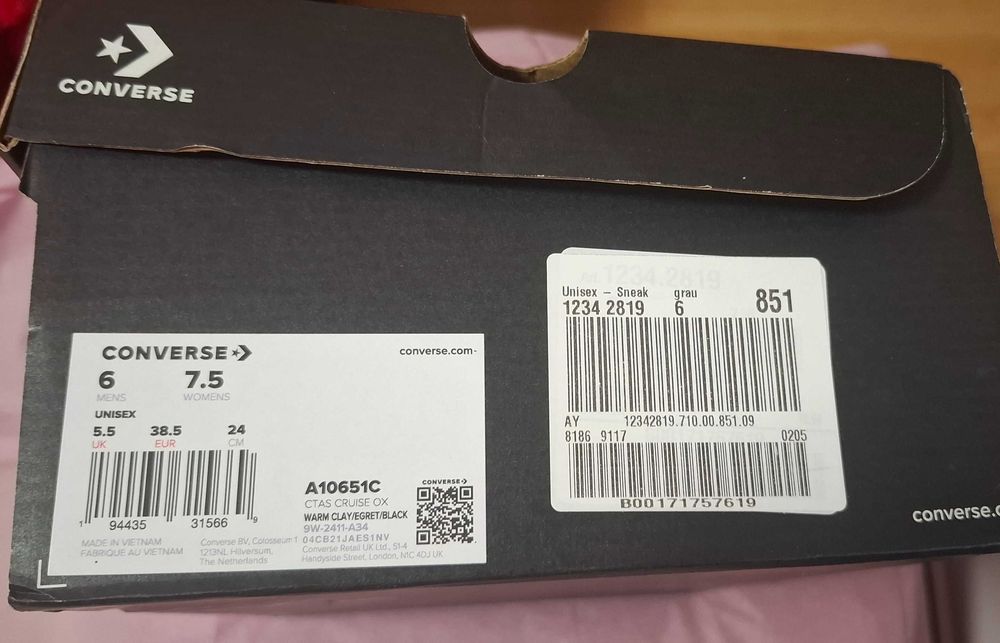 CONVERSE
CONVERSE
converse.com
6 7.5
MENS WOMENS
UNISEX
5.5 38.5 24
UK EUR CM
1 94435 31566 9
MADE IN VIETNAM
FABRIQUE AU VIETNAM
Converse BV, Colosseum 1
1213NL Hilversum,
The Netherlands
CONVERSE
A10651C
CTAS CRUISE OX
WARM CLAY/EGRET/BLACK
9W-2411-A34
04CB21JAES1NV
Converse Retail UK Ltd., 51-4
Handyside Street, London, N1C 4DJ UK
1234.2819
Unisex - Sneak grau 851
1234 2819 6
AY 12342819.710.00.851.09
8186 9117 0205
B00171757619
converse.c